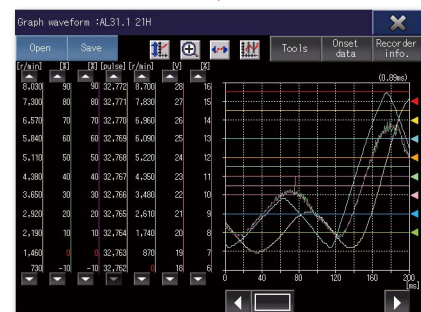 Graph waveform :AL31.1 21H
Open Save Tools Onset data Recorder info.
[r/min] [%] [%] [pulse] [r/min] [V] [%]
(0.89ms)
8,030 90 90 32,772 8,700 28 16
7,300 80 80 32,771 7,830 27 15
6,570 70 70 32,770 6,960 26 14
5,840 60 60 32,769 6,090 25 13
5,110 50 50 32,768 5,220 24 12
4,380 40 40 32,767 4,350 23 11
3,650 30 30 32,766 3,480 22 10
2,920 20 20 32,765 2,610 21 9
2,190 10 10 32,764 1,740 20 8
1,460 0 0 32,763 870 19 7
730 -10 -10 32,762 0 18 6
0 40 80 120 160 200
[ms]